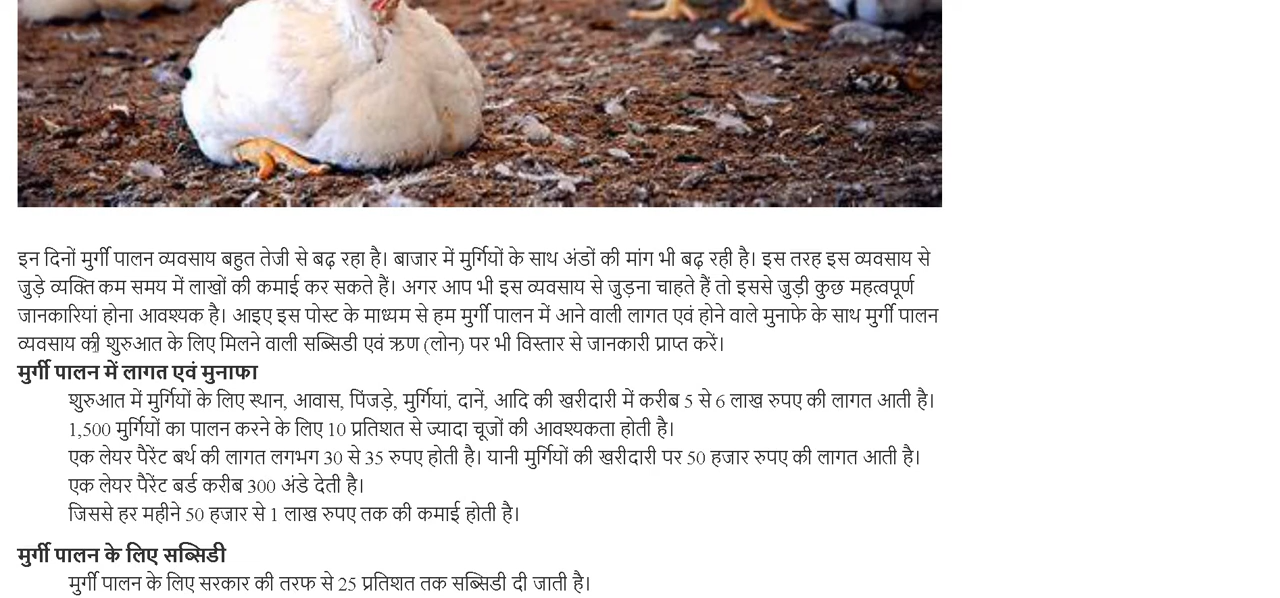 इन दिनों मुर्गी पालन व्यवसाय बहुत तेजी से बढ़ रहा है। बाजार में मुर्गियों के साथ अंडों की मांग भी बढ़ रही है। इस तरह इस व्यवसाय से
जुड़े व्यक्ति कम समय में लाखों की कमाई कर सकते हैं। अगर आप भी इस व्यवसाय से जुड़ना चाहते हैं तो इससे जुड़ी कुछ महत्वपूर्ण
जानकारियां होना आवश्यक है। आइए इस पोस्ट के माध्यम से हम मुर्गी पालन में आने वाली लागत एवं होने वाले मुनाफे के साथ मुर्गी पालन
व्यवसाय की शुरुआत के लिए मिलने वाली सब्सिडी एवं ऋण (लोन) पर भी विस्तार से जानकारी प्राप्त करें।
मुर्गी पालन में लागत एवं मुनाफा
शुरुआत में मुर्गियों के लिए स्थान, आवास, पिंजड़े, मुर्गियां, दानें, आदि की खरीदारी में करीब 5 से 6 लाख रुपए की लागत आती है।
1,500 मुर्गियों का पालन करने के लिए 10 प्रतिशत से ज्यादा चूजों की आवश्यकता होती है।
एक लेयर पैरेंट बर्थ की लागत लगभग 30 से 35 रुपए होती है। यानी मुर्गियों की खरीदारी पर 50 हजार रुपए की लागत आती है।
एक लेयर पैरेंट बर्ड करीब 300 अंडे देती है।
जिससे हर महीने 50 हजार से 1 लाख रुपए तक की कमाई होती है।
मुर्गी पालन के लिए सब्सिडी
मुर्गी पालन के लिए सरकार की तरफ से 25 प्रतिशत तक सब्सिडी दी जाती है।